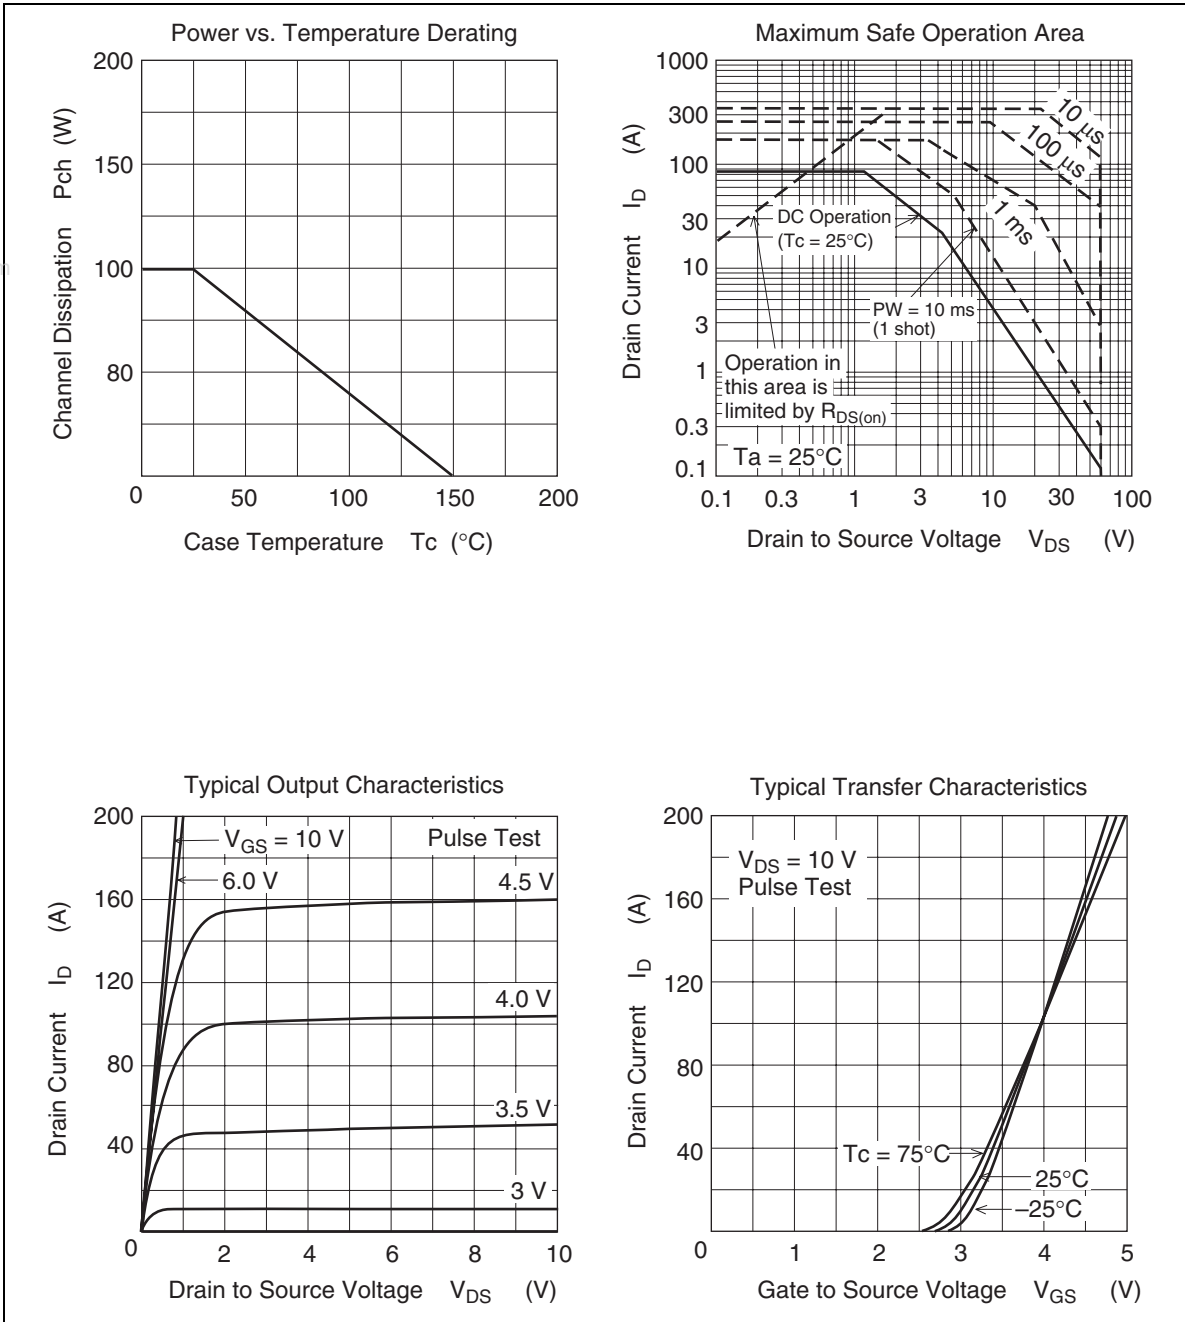 Power vs. Temperature Derating
200
150
100
80
0
50
100
150
200
Channel Dissipation Pch (W)
Case Temperature Tc (°C)
Maximum Safe Operation Area
1000
300
100
30
10
3
1
0.3
0.1
0.1
0.3
1
3
10
30
100
Drain Current ID (A)
Drain to Source Voltage VDS (V)
10 μs
100 μs
1 ms
DC Operation
(Tc = 25°C)
PW = 10 ms
(1 shot)
Operation in
this area is
limited by RDS(on)
Ta = 25°C
Typical Output Characteristics
200
160
120
80
40
0
2
4
6
8
10
Drain Current ID (A)
Drain to Source Voltage VDS (V)
VGS = 10 V
Pulse Test
6.0 V
4.5 V
4.0 V
3.5 V
3 V
Typical Transfer Characteristics
200
160
120
80
40
0
1
2
3
4
5
Drain Current ID (A)
Gate to Source Voltage VGS (V)
VDS = 10 V
Pulse Test
Tc = 75°C
25°C
–25°C